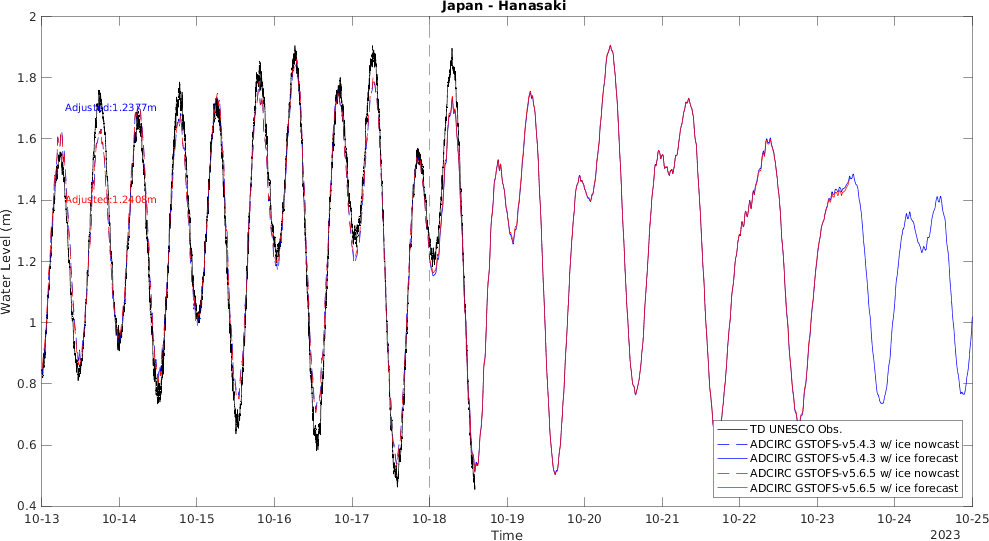 Japan - Hanasaki
2
1.8
1.6
1.4
1.2
1
0.8
0.6
0.4
Water Level (m)
Adjusted:1.2377m
Adjusted:1.2408m
TD UNESCO Obs.
ADCIRC GSTOFS-v5.4.3 w/ ice nowcast
ADCIRC GSTOFS-v5.4.3 w/ ice forecast
ADCIRC GSTOFS-v5.6.5 w/ ice nowcast
ADCIRC GSTOFS-v5.6.5 w/ ice forecast
10-13 10-14 10-15 10-16 10-17 10-18 10-19 10-20 10-21 10-22 10-23 10-24 10-25
Time
2023